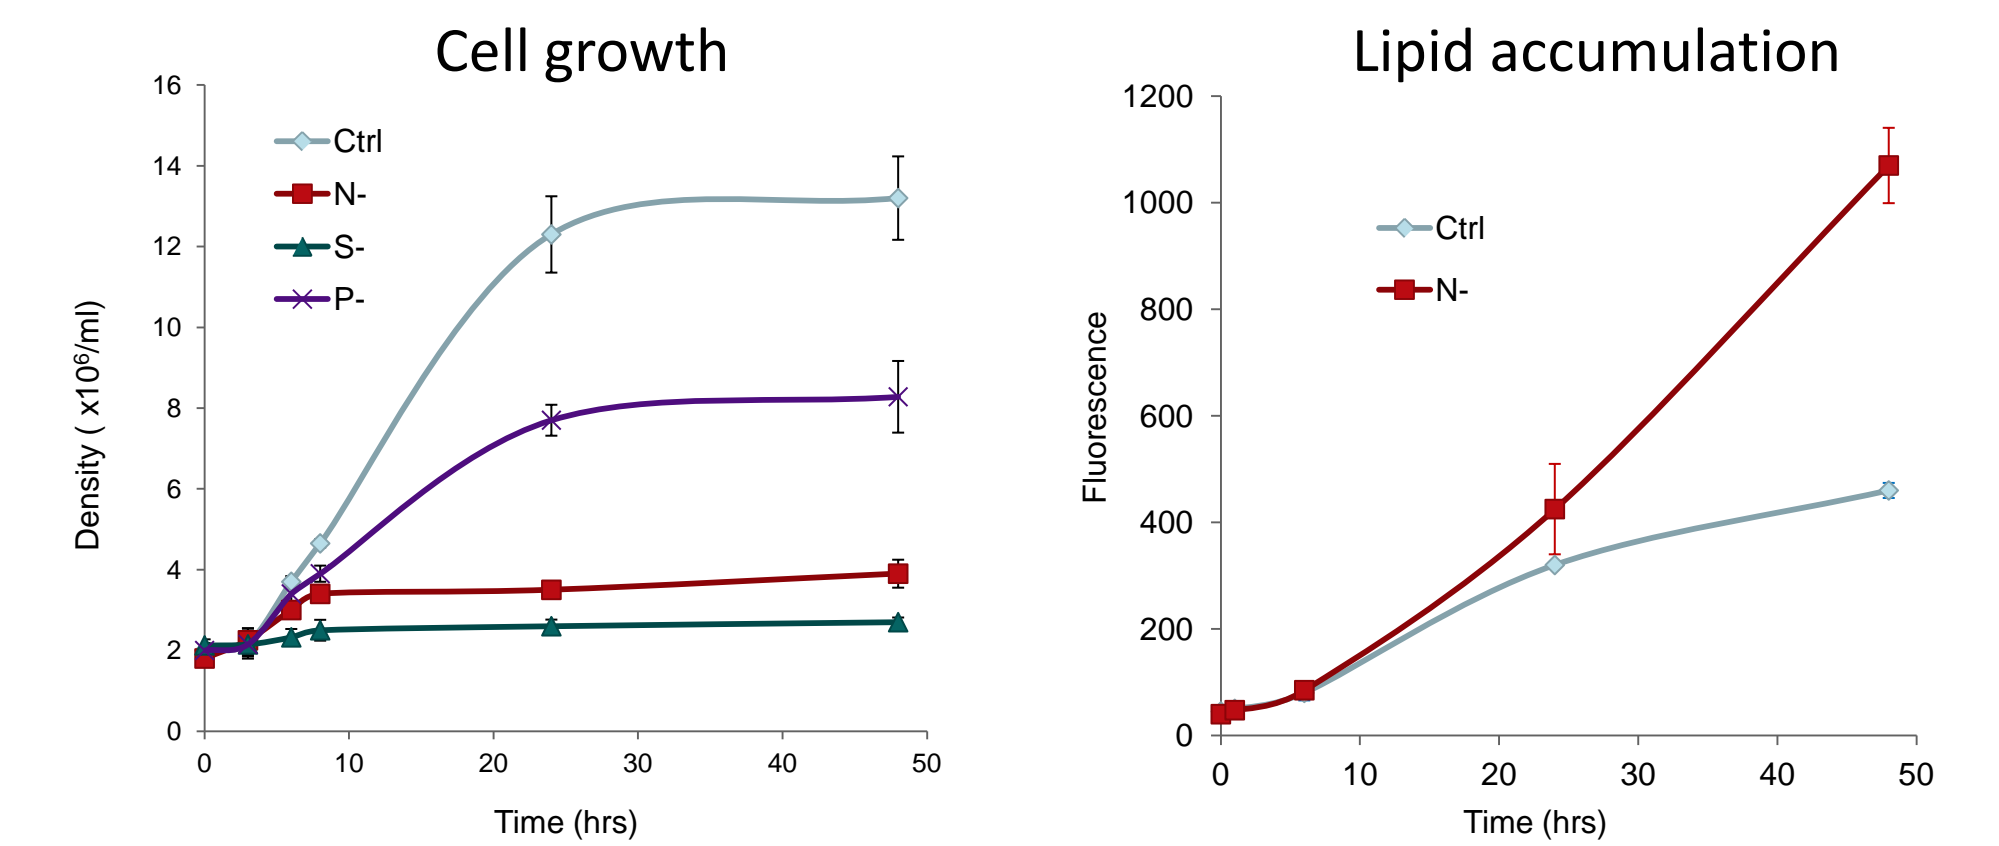 Cell growth
16
14
12
10
8
6
4
2
0
0 10 20 30 40 50
Ctrl
N-
S-
P-
Density ( x10⁶/ml)
Time (hrs)
Lipid accumulation
1200
1000
800
600
400
200
0
0 10 20 30 40 50
Ctrl
N-
Fluorescence
Time (hrs)